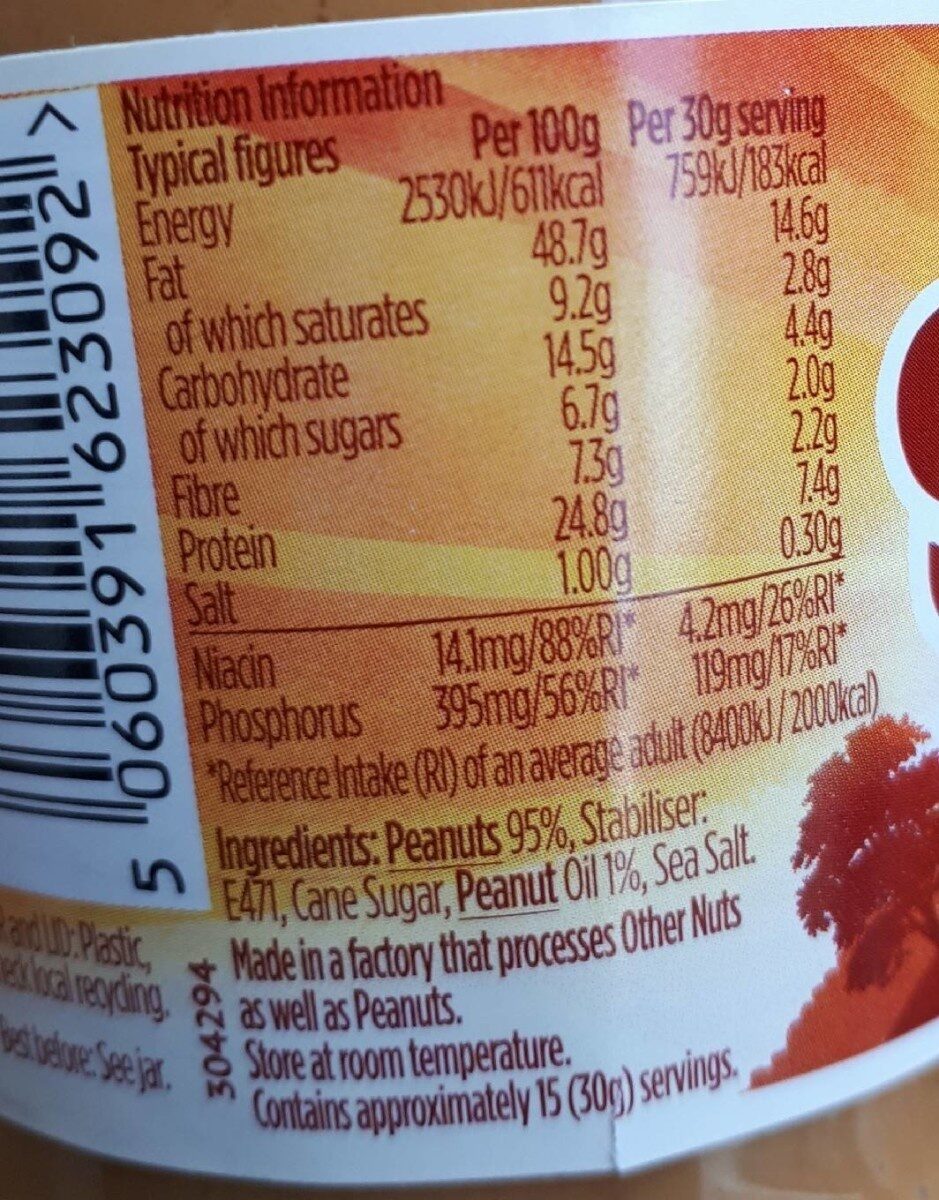 Nutrition Information
Typical figures Per 100g Per 30g serving
Energy 2530kJ/611kcal 759kJ/183kcal
Fat 48.7g 14.6g
of which saturates 9.2g 2.8g
Carbohydrate 14.5g 4.4g
of which sugars 6.7g 2.0g
Fibre 7.3g 2.2g
Protein 24.8g 7.4g
Salt 1.00g 0.30g
Niacin 14.1mg/88%RI* 4.2mg/26%RI*
Phosphorus 395mg/56%RI* 119mg/17%RI*
*Reference Intake (RI) of an average adult (8400kJ / 2000kcal)
Ingredients: Peanuts 95%, Stabiliser:
E471, Cane Sugar, Peanut Oil 1%, Sea Salt.
Made in a factory that processes Other Nuts
as well as Peanuts.
Store at room temperature.
Contains approximately 15 (30g) servings.
5 060391 623092 >
304294
and LID: Plastic,
local recycling.
Best before: See jar.